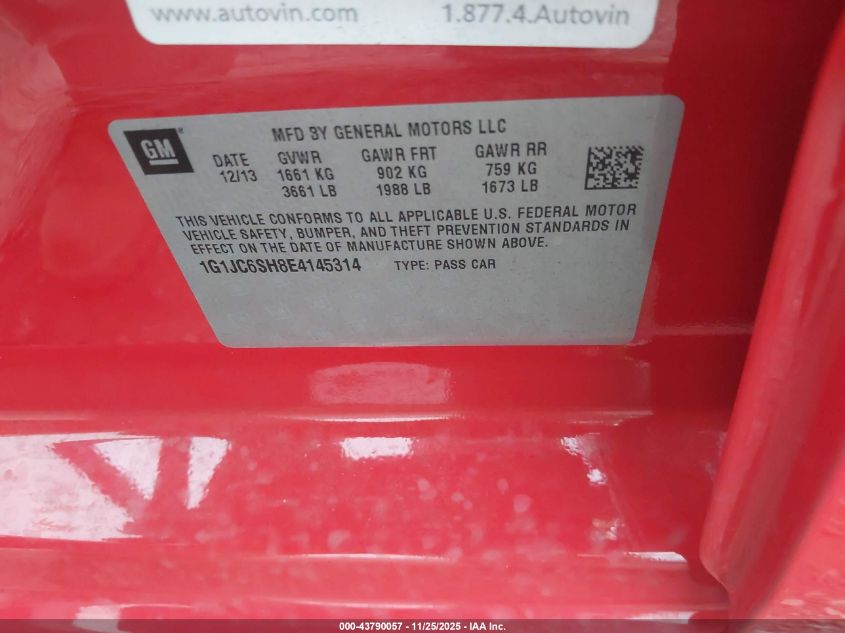 www.autovin.com 1.877.4.Autovin
GM MFD BY GENERAL MOTORS LLC
DATE GVWR GAWR FRT GAWR RR
12/13 1661 KG 902 KG 759 KG
3661 LB 1988 LB 1673 LB
THIS VEHICLE CONFORMS TO ALL APPLICABLE U.S. FEDERAL MOTOR
VEHICLE SAFETY, BUMPER, AND THEFT PREVENTION STANDARDS IN
EFFECT ON THE DATE OF MANUFACTURE SHOWN ABOVE.
1G1JC6SH8E4145314 TYPE: PASS CAR
000-43790057 - 11/25/2025 - IAA Inc.